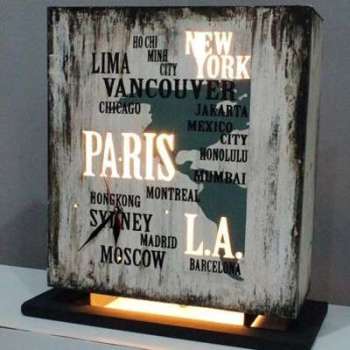 HO CHI
MINH
CITY
NEW
YORK
LIMA
VANCOUVER
CHICAGO
JAKARTA
MEXICO
CITY
PARIS
HONOLULU
MUMBAI
MONTREAL
HONGKONG
SYDNEY
L.A.
MADRID
MOSCOW
BARCELONA